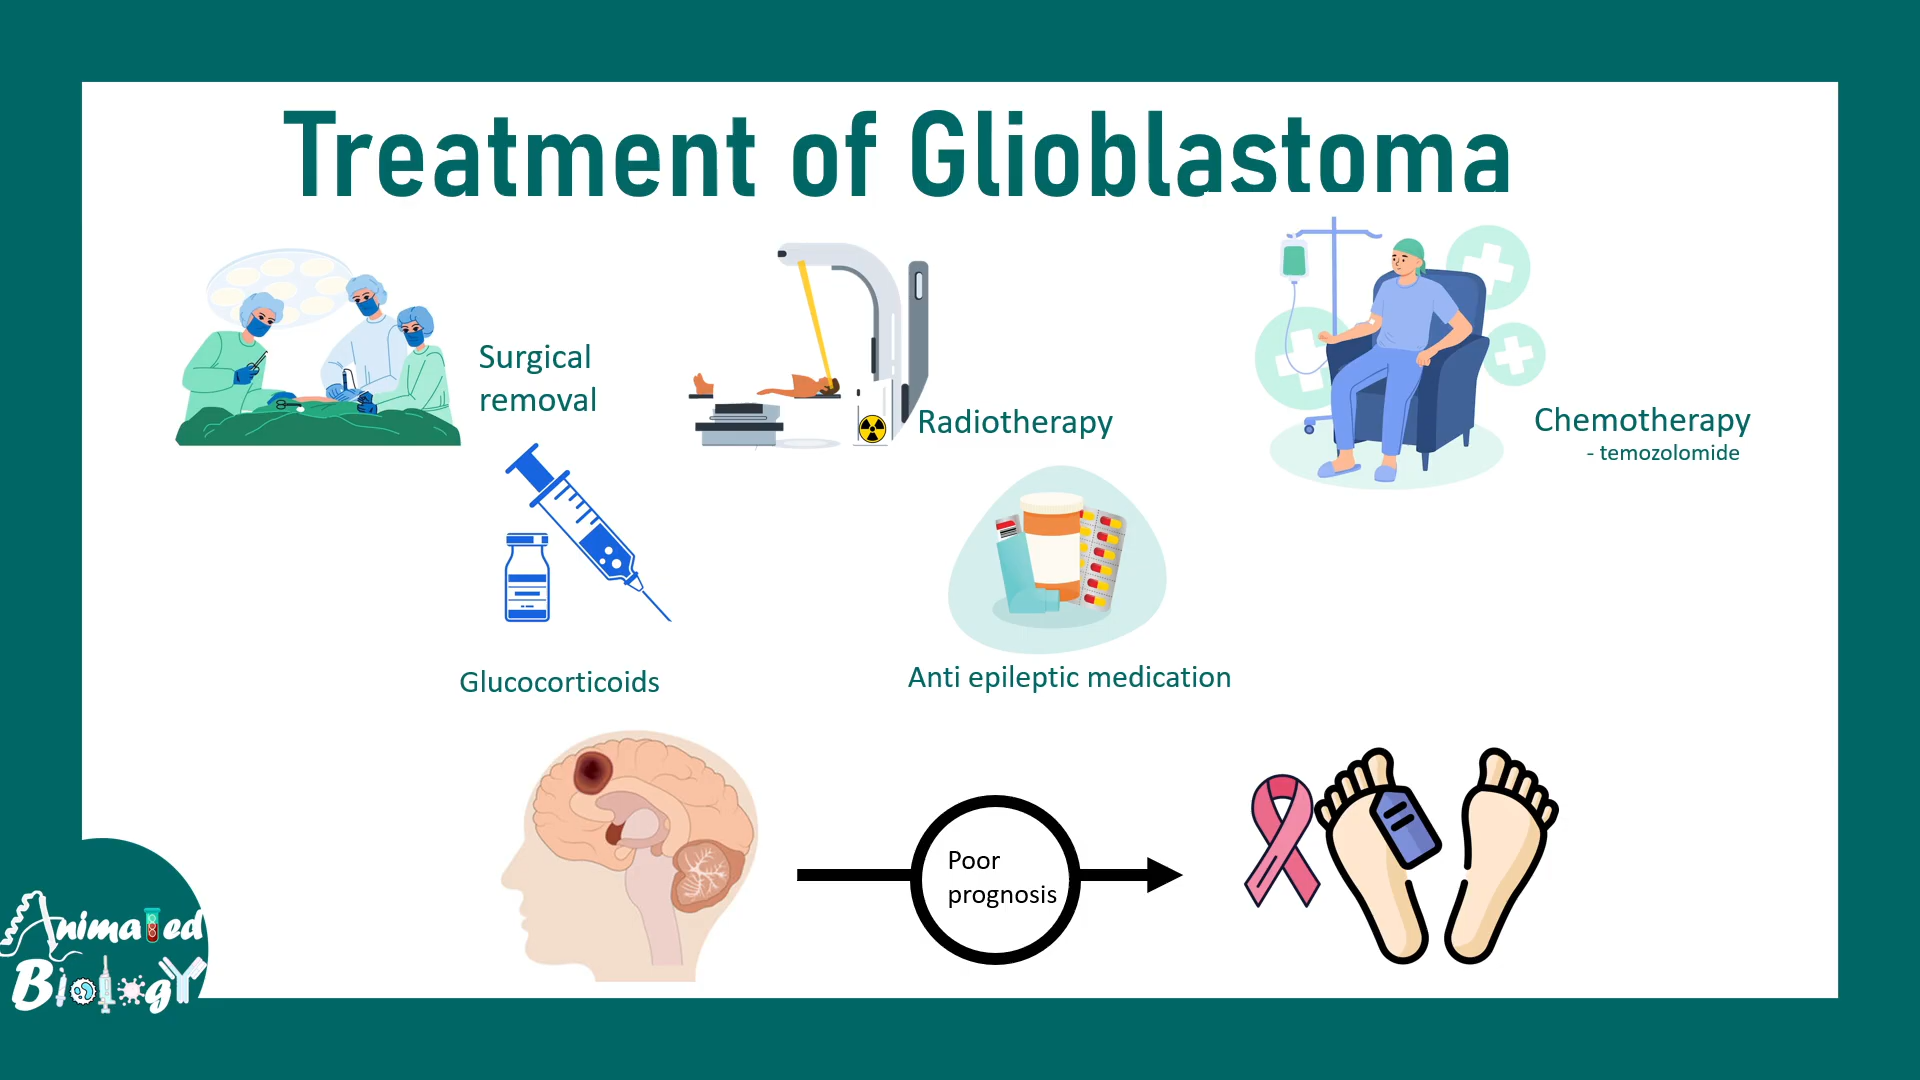 Treatment of Glioblastoma
Surgical
removal
Radiotherapy
Chemotherapy
- temozolomide
Glucocorticoids
Anti epileptic medication
Poor
prognosis
Animated
Biology